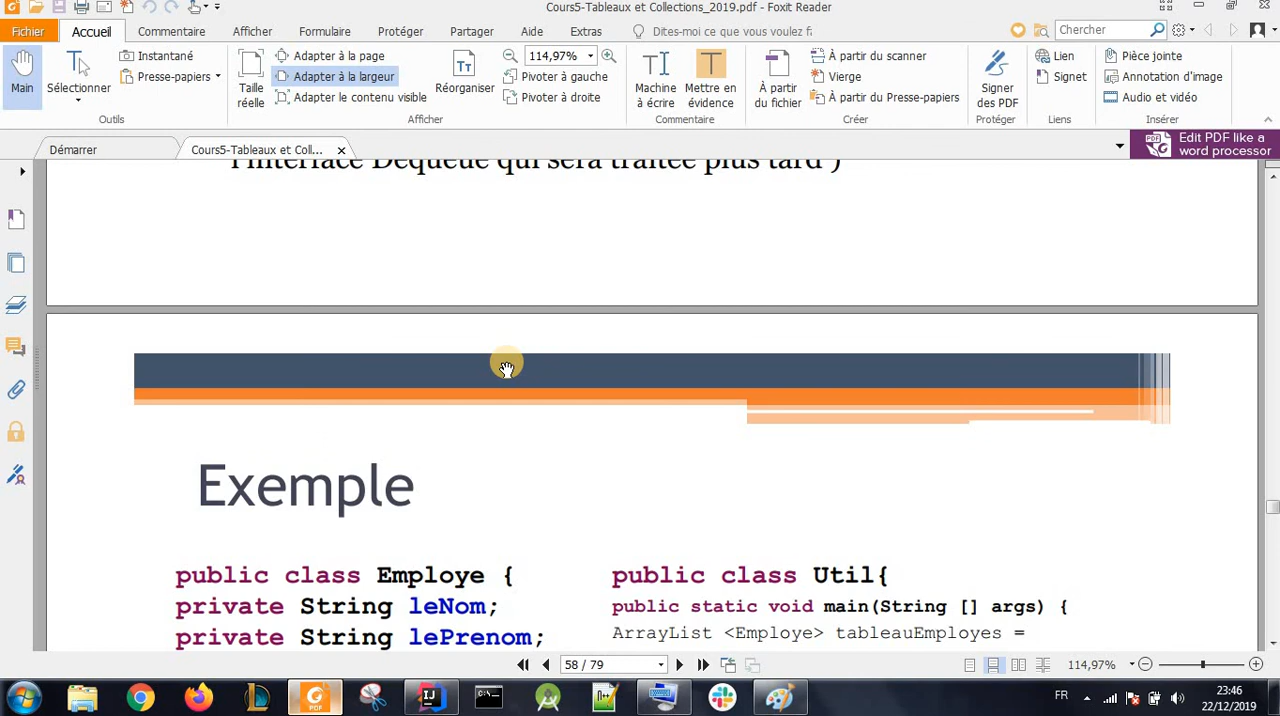 Cours5-Tableaux et Collections_2019.pdf - Foxit Reader
Fichier
Accueil
Commentaire
Afficher
Formulaire
Protéger
Partager
Aide
Extras
Dites-moi ce que vous voulez f
Chercher
Main
Sélectionner
Instantané
Presse-papiers
Outils
Taille
réelle
Adapter à la page
Adapter à la largeur
Adapter le contenu visible
Réorganiser
114,97%
Pivoter à gauche
Pivoter à droite
Afficher
Machine
à écrire
Mettre en
évidence
Commentaire
À partir
du fichier
À partir du scanner
Vierge
À partir du Presse-papiers
Créer
Signer
des PDF
Protéger
Lien
Signet
Liens
Pièce jointe
Annotation d'image
Audio et vidéo
Insérer
Démarrer
Cours5-Tableaux et Coll...
Edit PDF like a
word processor
l'interface Dequeue qui sera traitée plus tard )
Exemple
public class Employe {
private String leNom;
private String lePrenom;
public class Util{
public static void main(String [] args) {
ArrayList <Employe> tableauEmployes =
58 / 79
114,97%
FR
23:46
22/12/2019